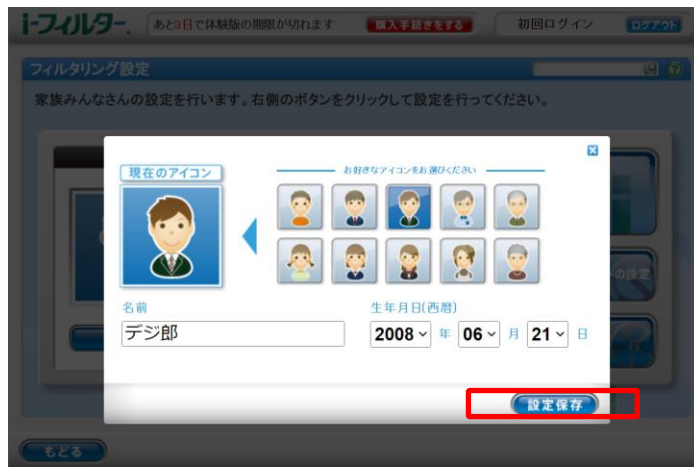 i-フィルター. あと3日で体験版の期限が切れます 購入手続きをする 初回ログイン ログアウト
フィルタリング設定
家族みんなさんの設定を行います。右側のボタンをクリックして設定を行ってください。
現在のアイコン
お好きなアイコンをお選びください
名前
デジ郎
生年月日(西暦)
2008 年 06 月 21 日
の設定
設定保存
もどる